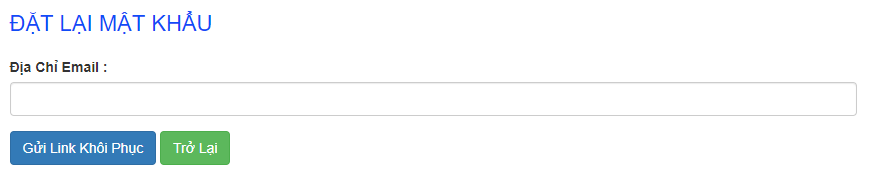 ĐẶT LẠI MẬT KHẨU
Địa Chỉ Email :
Gửi Link Khôi Phục Trở Lại